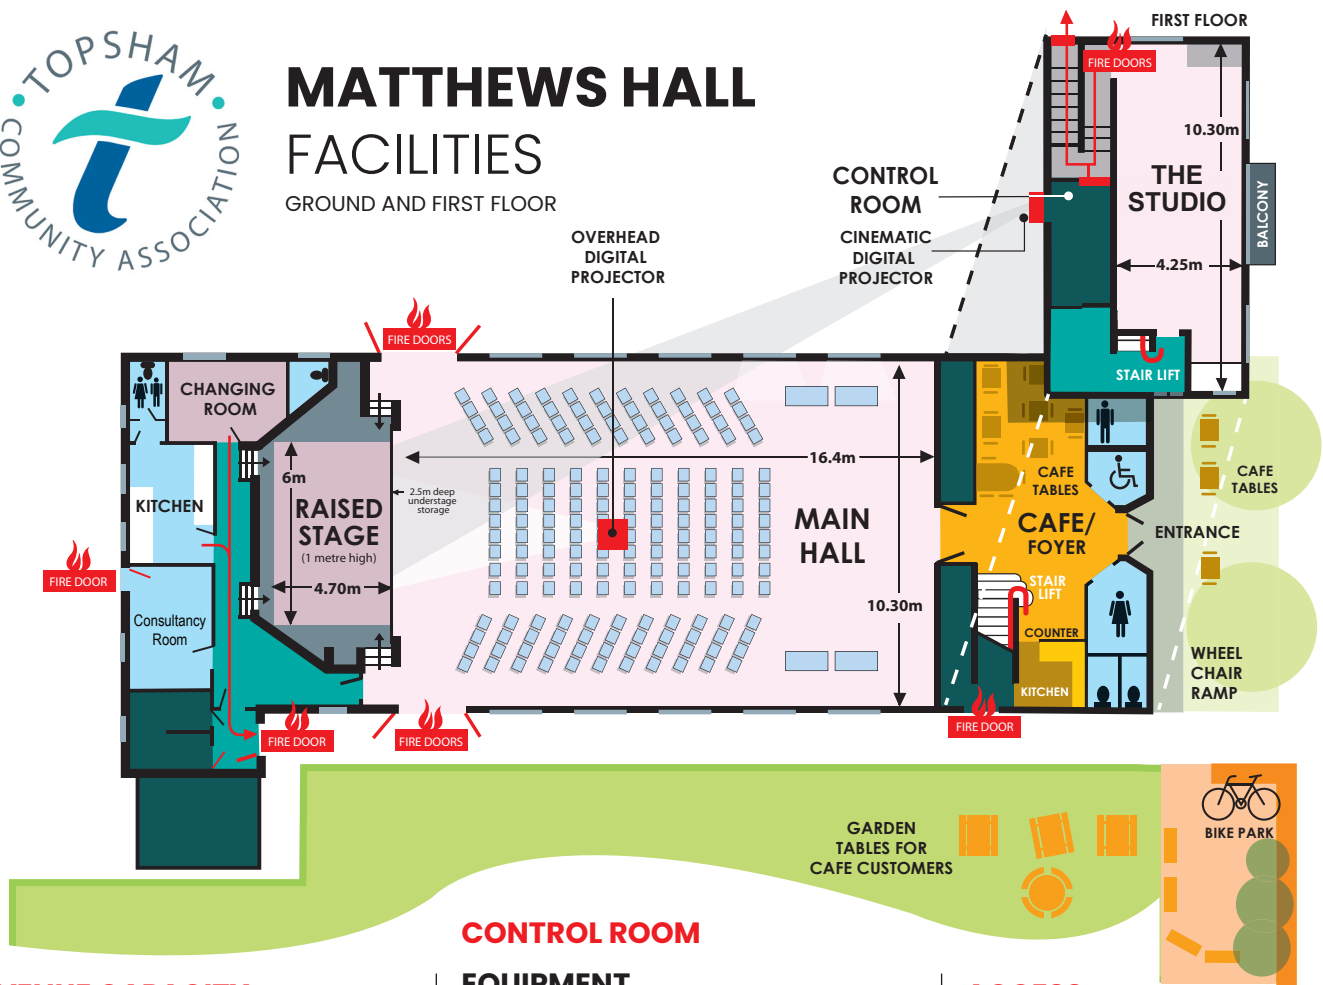 TOPSHAM
COMMUNITY ASSOCIATION
MATTHEWS HALL
FACILITIES
GROUND AND FIRST FLOOR
FIRST FLOOR
FIRE DOORS
10.30m
THE
STUDIO
BALCONY
4.25m
STAIR LIFT
CONTROL
ROOM
CINEMATIC
DIGITAL
PROJECTOR
OVERHEAD
DIGITAL
PROJECTOR
FIRE DOORS
CHANGING
ROOM
KITCHEN
6m
RAISED
STAGE
(1 metre high)
4.70m
2.5m deep
understage
storage
16.4m
MAIN
HALL
10.30m
CAFE
TABLES
CAFE/
FOYER
STAIR
LIFT
COUNTER
KITCHEN
ENTRANCE
CAFE
TABLES
WHEEL
CHAIR
RAMP
FIRE DOOR
Consultancy
Room
FIRE DOOR
FIRE DOORS
FIRE DOOR
GARDEN
TABLES FOR
CAFE CUSTOMERS
BIKE PARK
CONTROL ROOM
EQUIPMENT